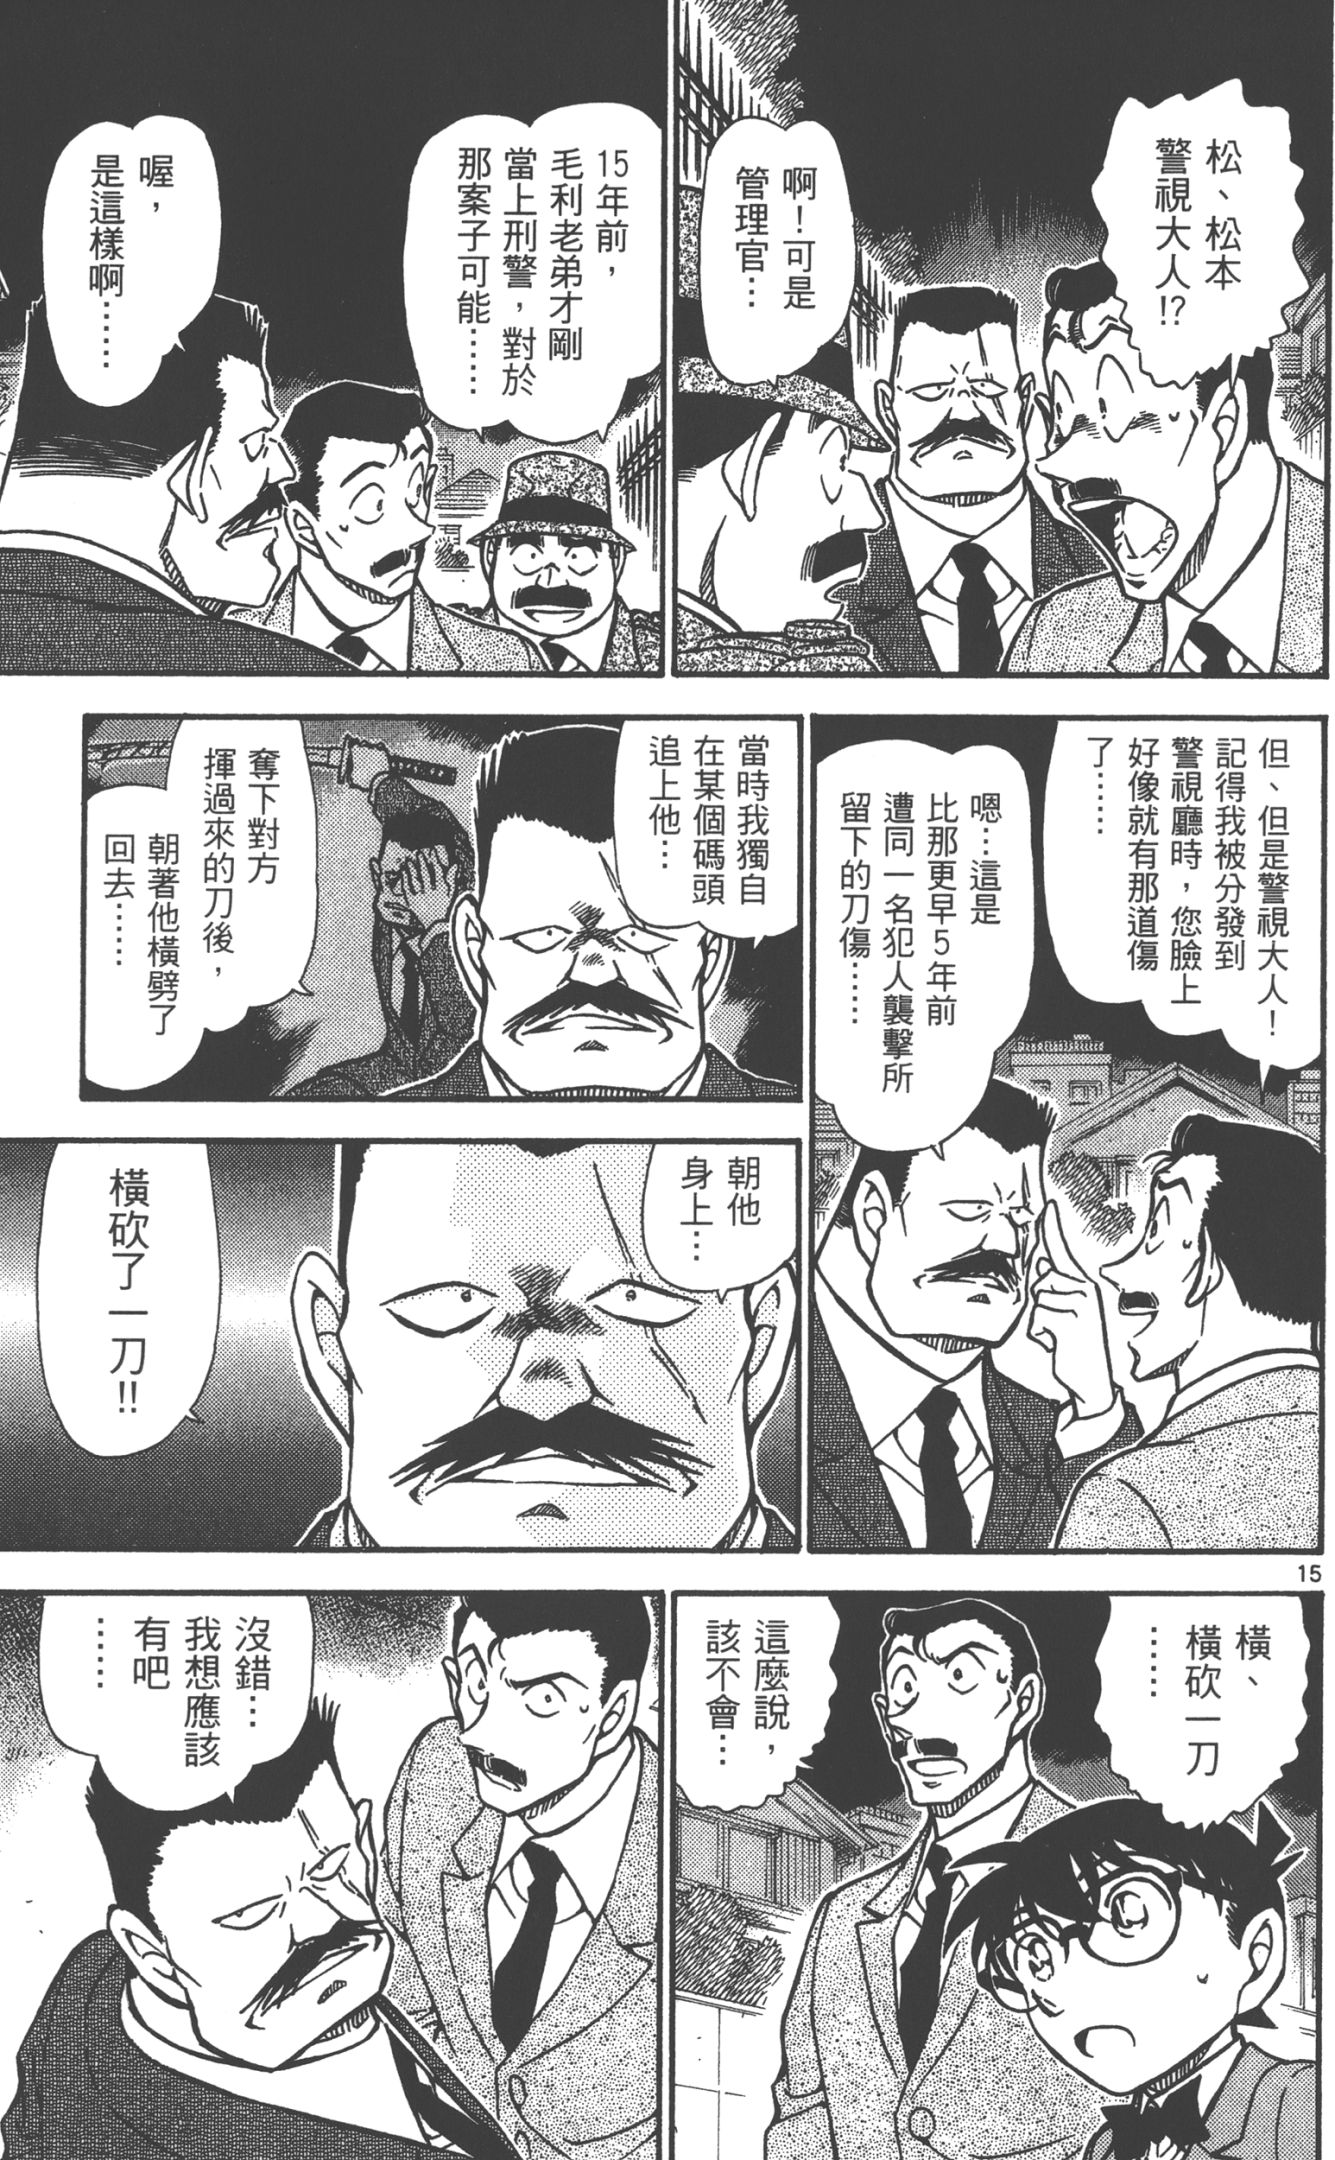 松、松本
警視大人!?
啊！可是
管理官…
15年前，
毛利老弟才剛
當上刑警，對於
那案子可能……
喔，
是這樣啊……
但、但是警視大人！
記得我被分發到
警視廳時，您臉上
好像就有那道傷
了……
嗯…這是
比那更早5年前
遭同一名犯人襲擊所
留下的刀傷……
當時我獨自
在某個碼頭
追上他…
奪下對方
揮過來的刀後，
朝著他橫劈了
回去……
朝他
身上…
橫砍了一刀!!
15
橫、
橫砍一刀
……
這麼說，
該不會…
沒錯…
我想應該
有吧
……